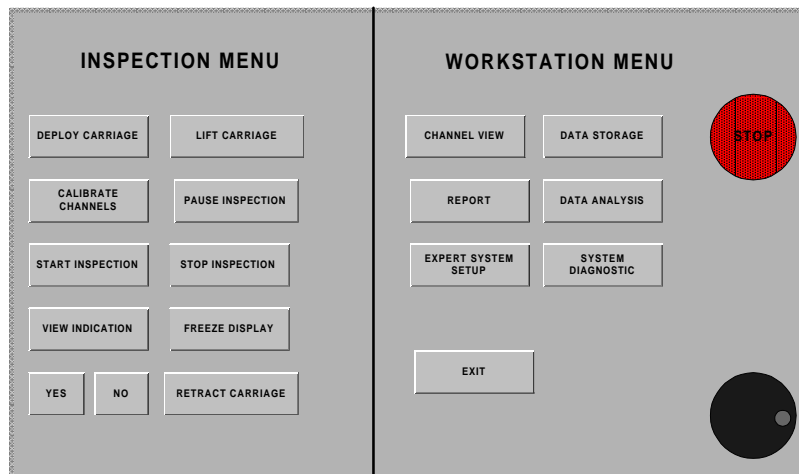 INSPECTION MENU
DEPLOY CARRIAGE
LIFT CARRIAGE
CALIBRATE
CHANNELS
PAUSE INSPECTION
START INSPECTION
STOP INSPECTION
VIEW INDICATION
FREEZE DISPLAY
YES
NO
RETRACT CARRIAGE
WORKSTATION MENU
CHANNEL VIEW
DATA STORAGE
REPORT
DATA ANALYSIS
EXPERT SYSTEM
SETUP
SYSTEM
DIAGNOSTIC
EXIT
STOP